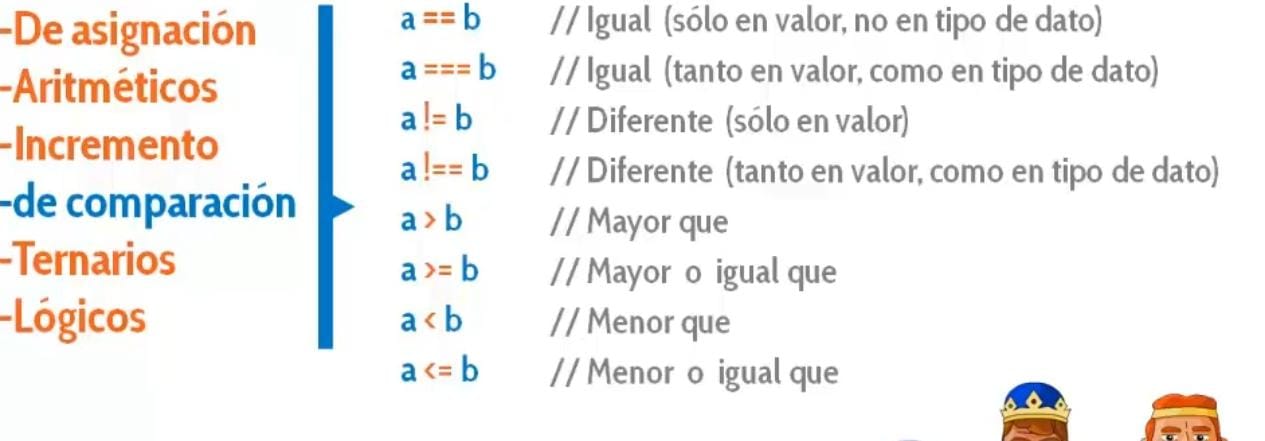 -De asignación
-Aritméticos
-Incremento
-de comparación
-Ternarios
-Lógicos
a == b // Igual (sólo en valor, no en tipo de dato)
a === b // Igual (tanto en valor, como en tipo de dato)
a != b // Diferente (sólo en valor)
a !== b // Diferente (tanto en valor, como en tipo de dato)
a > b // Mayor que
a >= b // Mayor o igual que
a < b // Menor que
a <= b // Menor o igual que